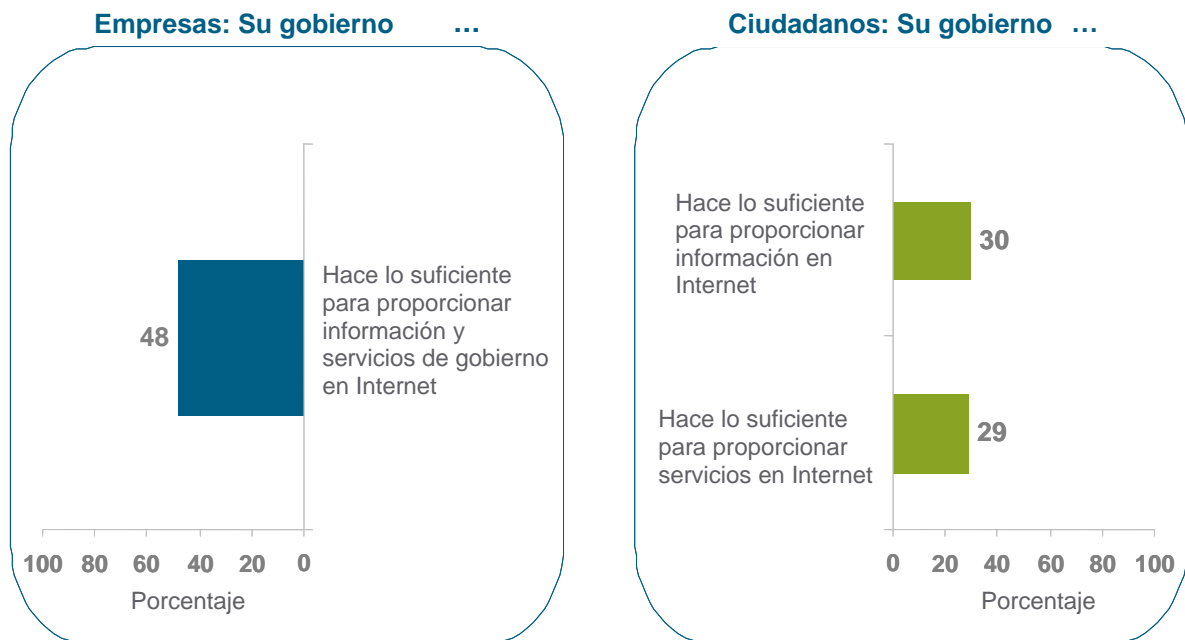 Empresas: Su gobierno ...
48
Hace lo suficiente
para proporcionar
información y
servicios de gobierno
en Internet
100 80 60 40 20 0
Porcentaje
Ciudadanos: Su gobierno ...
Hace lo suficiente
para proporcionar
información en
Internet
30
Hace lo suficiente
para proporcionar
servicios en Internet
29
0 20 40 60 80 100
Porcentaje